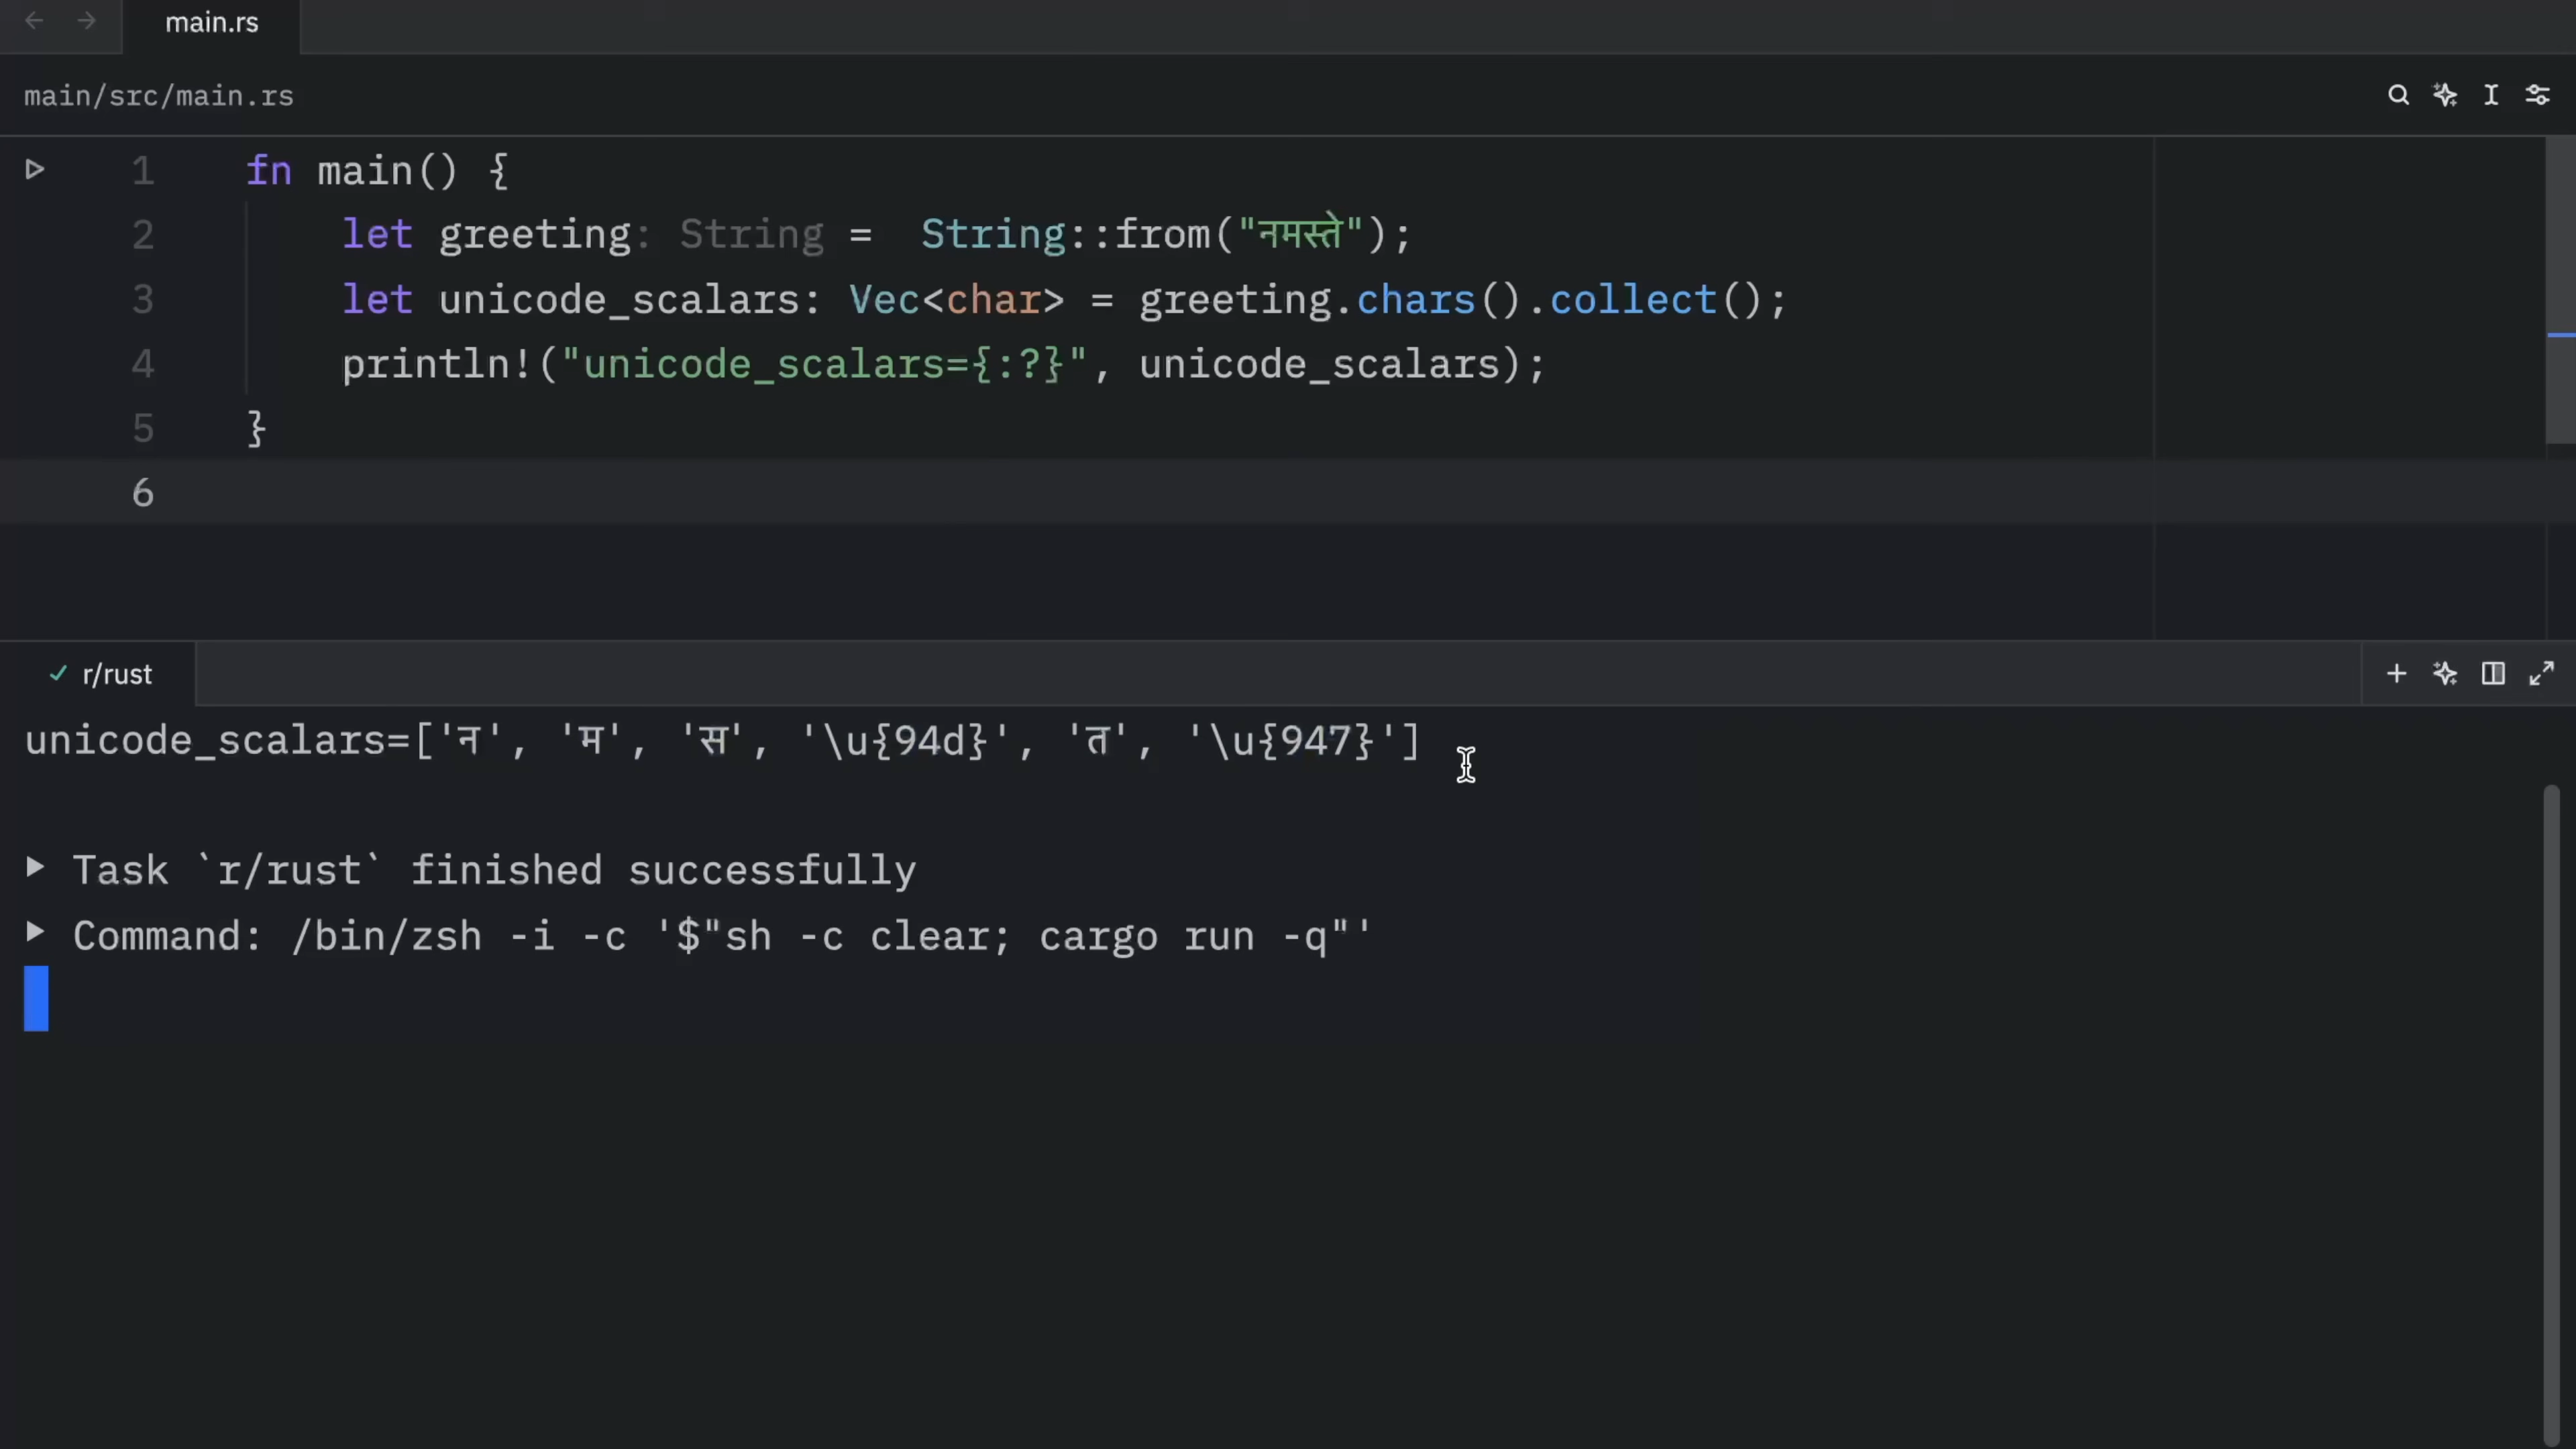 main.rs
main/src/main.rs
1 fn main() {
2 let greeting: String = String::from("नमस्ते");
3 let unicode_scalars: Vec<char> = greeting.chars().collect();
4 println!("unicode_scalars={:?}", unicode_scalars);
5 }
6
r/rust
unicode_scalars=['न', 'म', 'स', '\u{94d}', 'त', '\u{947}']
Task `r/rust` finished successfully
Command: /bin/zsh -i -c '$"sh -c clear; cargo run -q"'